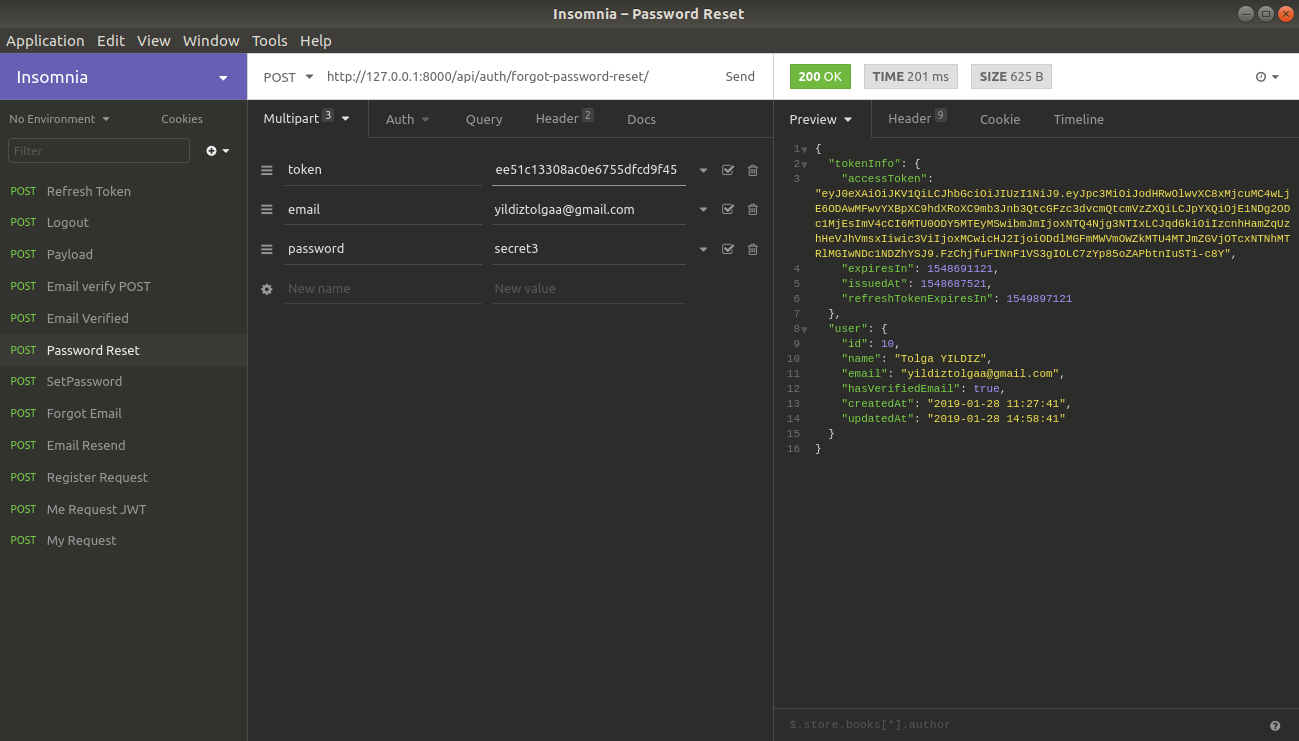 Insomnia – Password Reset
Application Edit View Window Tools Help
Insomnia
POST http://127.0.0.1:8000/api/auth/forgot-password-reset/ Send
200 OK TIME 201 ms SIZE 625 B
No Environment Cookies
Filter
POST Refresh Token
POST Logout
POST Payload
POST Email verify POST
POST Email Verified
POST Password Reset
POST SetPassword
POST Forgot Email
POST Email Resend
POST Register Request
POST Me Request JWT
POST My Request
Multipart 3 Auth Query Header 2 Docs
token ee51c13308ac0e6755dfcd9f45
email yildiztolgaa@gmail.com
password secret3
New name New value
Preview Header 9 Cookie Timeline
1 {
2 "tokenInfo": {
3 "accessToken":
"eyJ0eXAiOiJKV1QiLCJhbGciOiJIUzI1NiJ9.eyJpc3MiOiJodHRwOlwvXC8xMjcuMC4wLj
E6ODAwMFwvYXBpXC9hdXRoXC9mb3Jnb3QtcGFzc3dvcmQtcmVzZXQiLCJpYXQiOjE1NDg2OD
c1MjEsImV4cCI6MTU0ODY5MTEyMSwibmJmIjoxNTQ4Njg3NTIxLCJqdGkiOiIzcnhHamZqUz
hHeVJhVmsxIiwic3ViIjoxMCwicHJ2IjoiODdlMGFmMWVmOWZkMTU4MTJmZGVjOTcxNTNhMT
RlMGIwNDc1NDZhYSJ9.FzChjfuFINnF1VS3gIOLC7zYp85oZAPbtnIuSTi-c8Y",
4 "expiresIn": 1548691121,
5 "issuedAt": 1548687521,
6 "refreshTokenExpiresIn": 1549897121
7 },
8 "user": {
9 "id": 10,
10 "name": "Tolga YILDIZ",
11 "email": "yildiztolgaa@gmail.com",
12 "hasVerifiedEmail": true,
13 "createdAt": "2019-01-28 11:27:41",
14 "updatedAt": "2019-01-28 14:58:41"
15 }
16 }
$.store.books[*].author